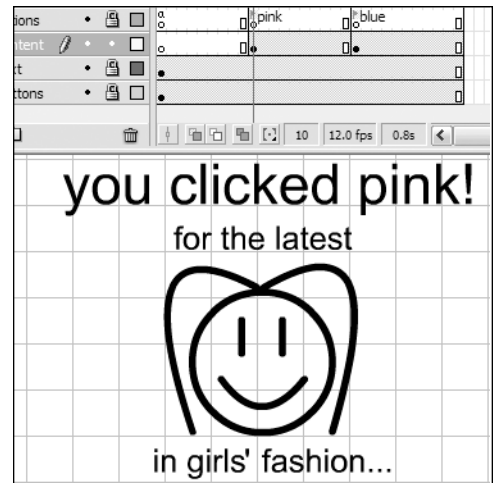 ions a pink blue
ntent
t
ttons
10 12.0 fps 0.8s
you clicked pink!
for the latest
in girls' fashion...